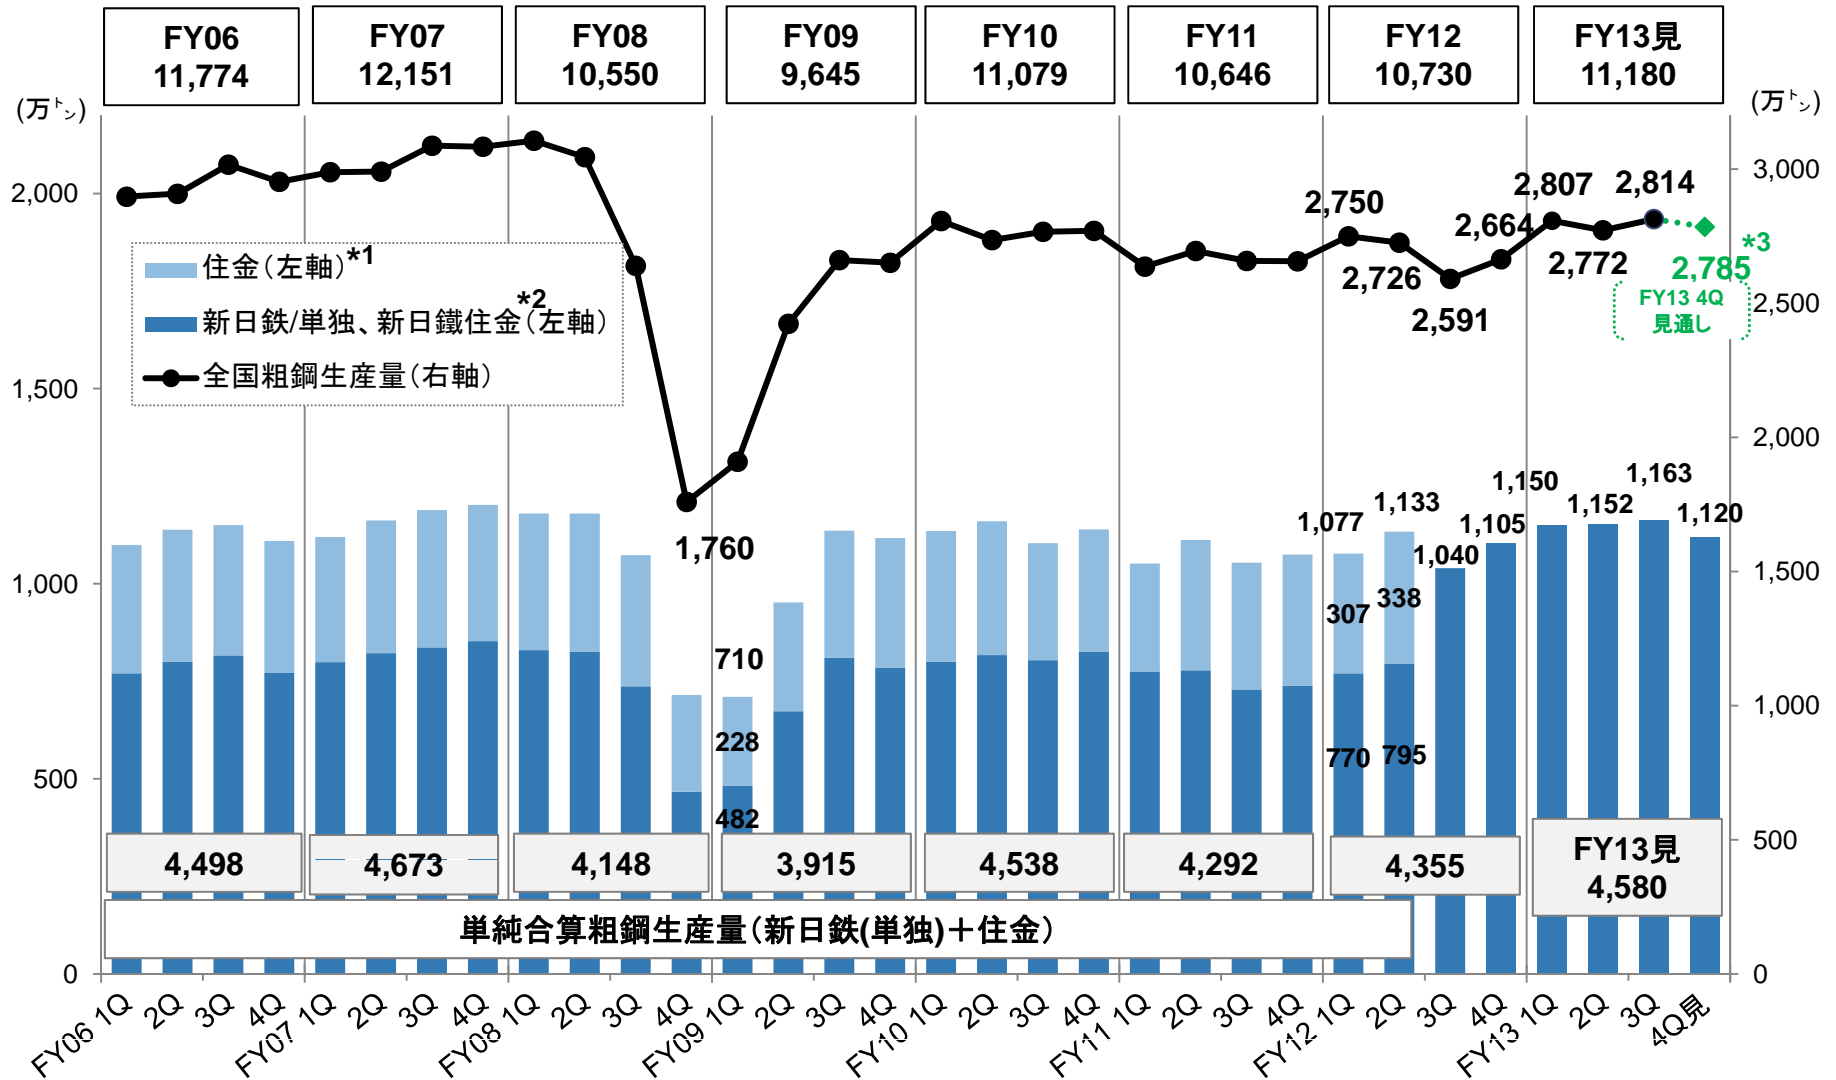 FY06
11,774
FY07
12,151
FY08
10,550
FY09
9,645
FY10
11,079
FY11
10,646
FY12
10,730
FY13見
11,180
(万トン)
(万トン)
2,000
1,500
1,000
500
0
3,000
2,500
2,000
1,500
1,000
500
0
住金(左軸)*1
新日鉄/単独、新日鐵住金(左軸)*2
全国粗鋼生産量(右軸)
1,760
2,750
2,726
2,591
2,664
2,807
2,772
2,814
2,785
*3
FY13 4Q
見通し
710
228
482
1,077
307
770
1,133
338
795
1,040
1,105
1,150
1,152
1,163
1,120
4,498
4,673
4,148
3,915
4,538
4,292
4,355
FY13見
4,580
単純合算粗鋼生産量(新日鉄(単独)+住金)
FY06 1Q
2Q
3Q
4Q
FY07 1Q
2Q
3Q
4Q
FY08 1Q
2Q
3Q
4Q
FY09 1Q
2Q
3Q
4Q
FY10 1Q
2Q
3Q
4Q
FY11 1Q
2Q
3Q
4Q
FY12 1Q
2Q
3Q
4Q
FY13 1Q
2Q
3Q
4Q見